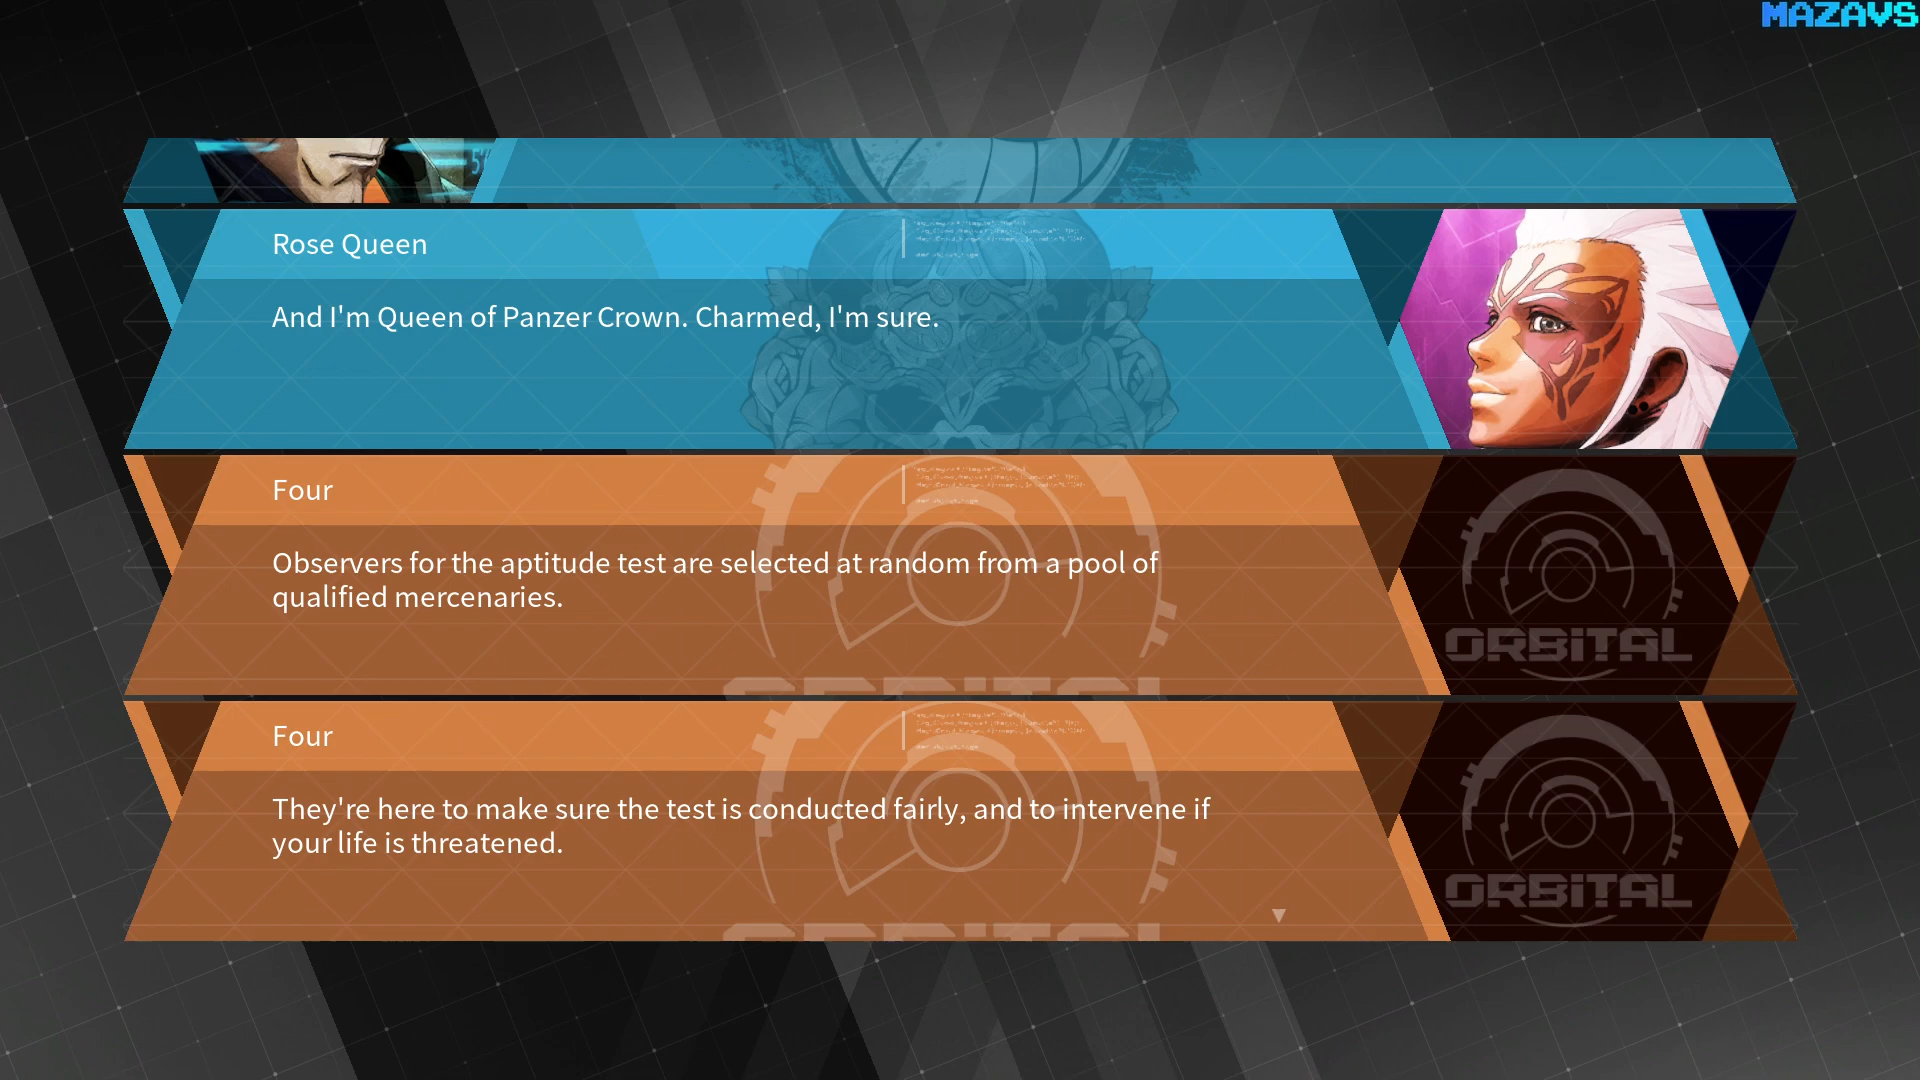 MAZAVS
Rose Queen
And I'm Queen of Panzer Crown. Charmed, I'm sure.
Four
Observers for the aptitude test are selected at random from a pool of
qualified mercenaries.
ORBITAL
Four
They're here to make sure the test is conducted fairly, and to intervene if
your life is threatened.
ORBITAL